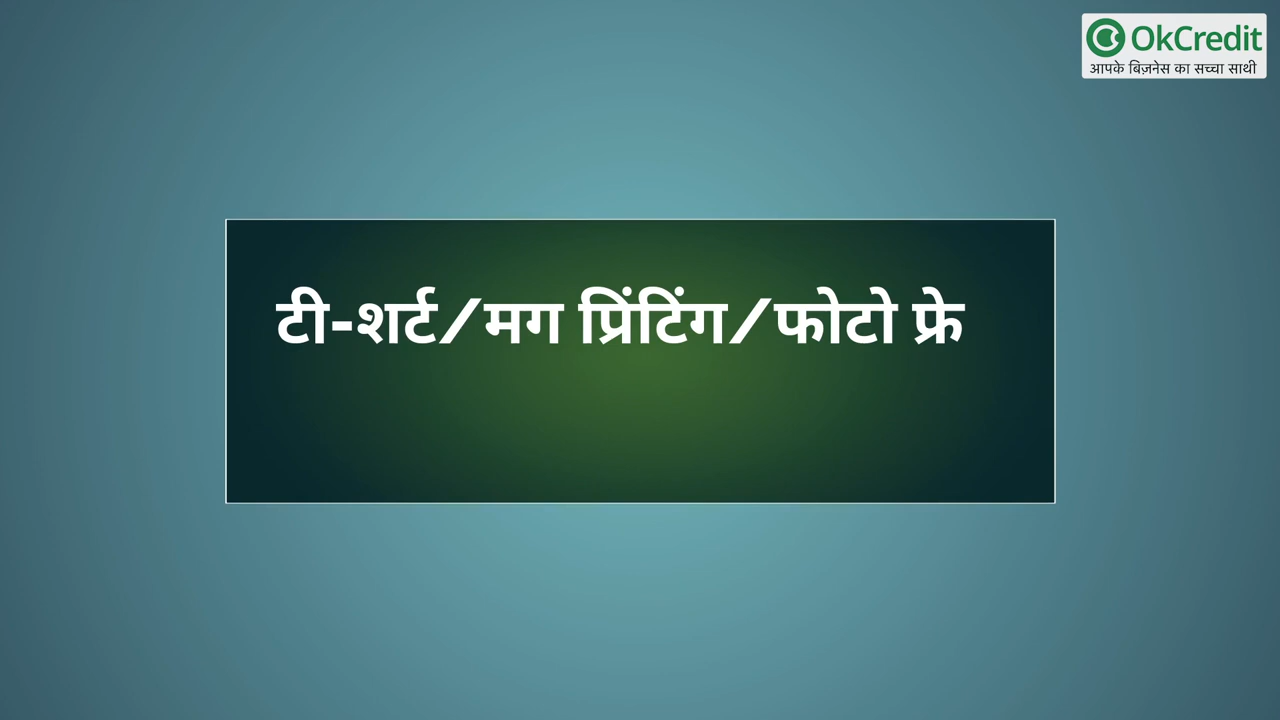 OkCredit
आपके बिज़नेस का सच्चा साथी
टी-शर्ट/मग प्रिंटिंग/फोटो फ्रे